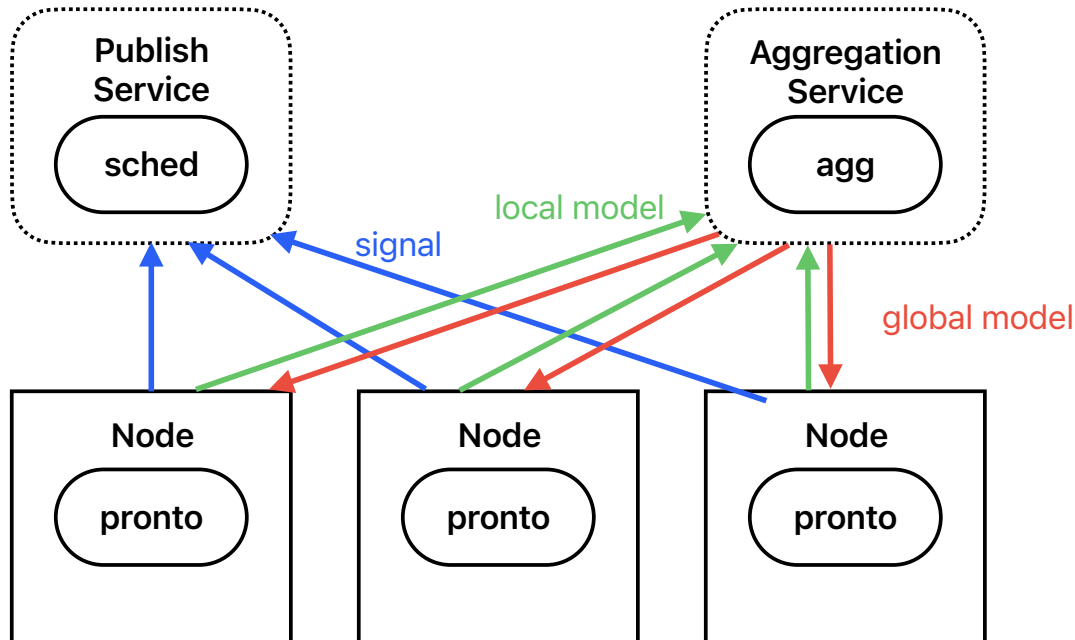 Publish
Service
sched
Aggregation
Service
agg
local model
signal
global model
Node
pronto
Node
pronto
Node
pronto